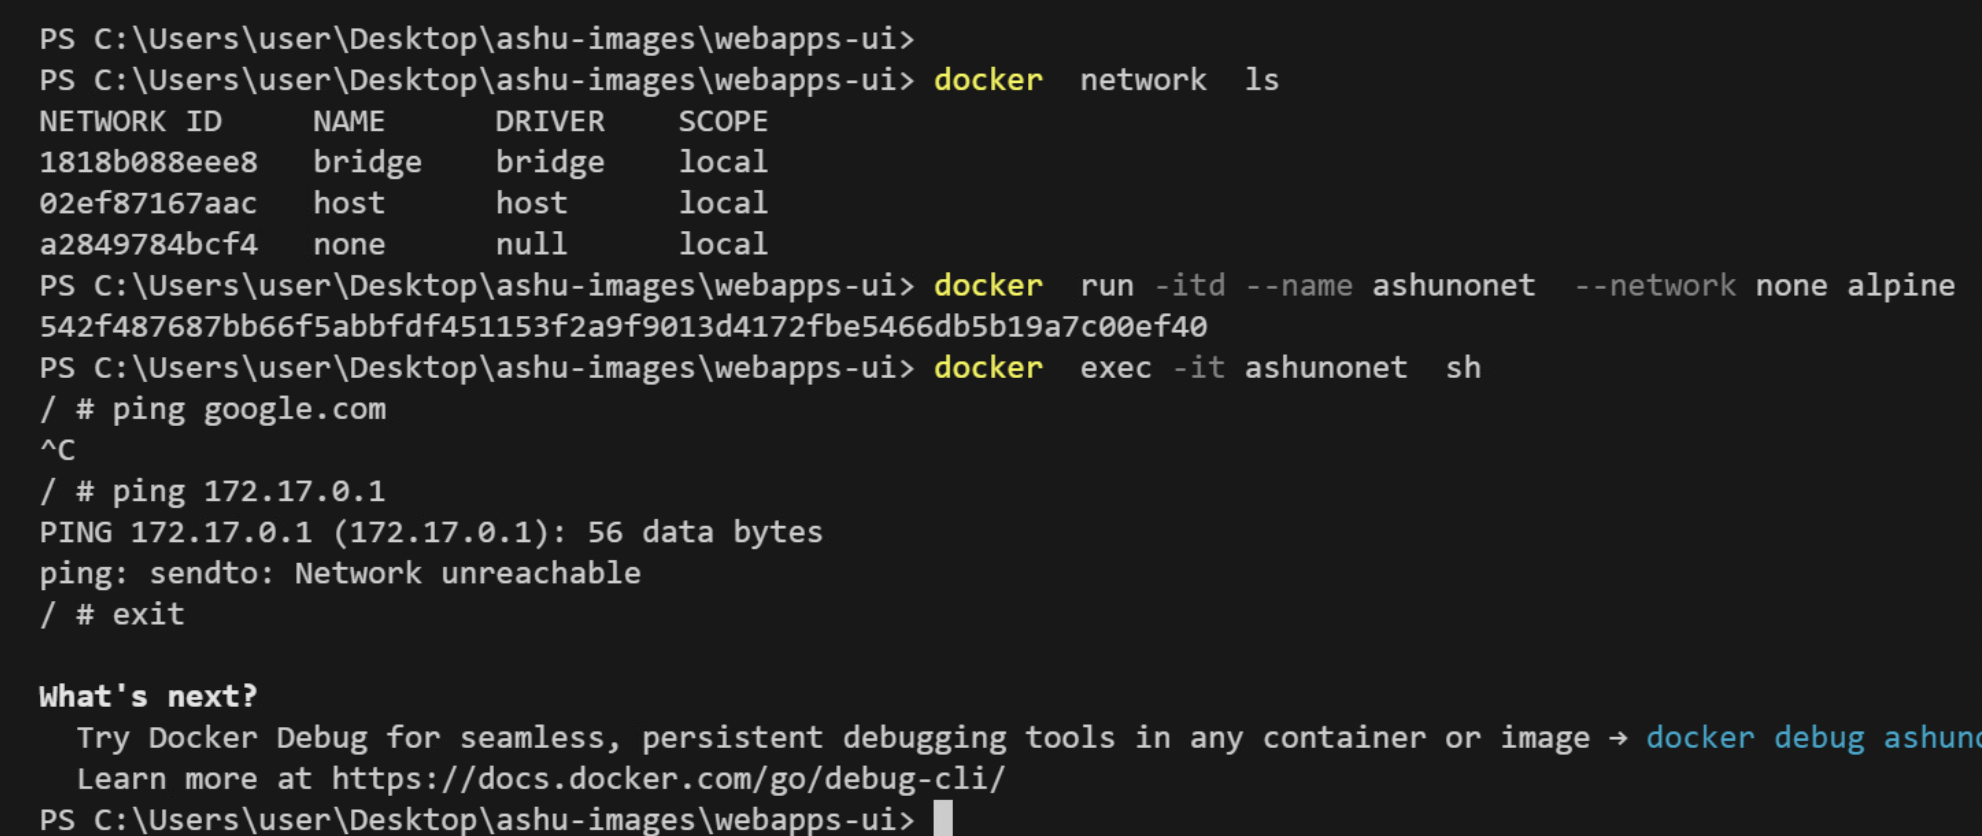 PS C:\Users\user\Desktop\ashu-images\webapps-ui>
PS C:\Users\user\Desktop\ashu-images\webapps-ui> docker  network  ls
NETWORK ID     NAME      DRIVER    SCOPE
1818b088eee8   bridge    bridge    local
02ef87167aac   host      host      local
a2849784bcf4   none      null      local
PS C:\Users\user\Desktop\ashu-images\webapps-ui> docker  run -itd --name ashunonet  --network none alpine
542f487687bb66f5abbfdf451153f2a9f9013d4172fbe5466db5b19a7c00ef40
PS C:\Users\user\Desktop\ashu-images\webapps-ui> docker  exec -it ashunonet  sh
/ # ping google.com
^C
/ # ping 172.17.0.1
PING 172.17.0.1 (172.17.0.1): 56 data bytes
ping: sendto: Network unreachable
/ # exit

What's next?
  Try Docker Debug for seamless, persistent debugging tools in any container or image → docker debug
  Learn more at https://docs.docker.com/go/debug-cli/
PS C:\Users\user\Desktop\ashu-images\webapps-ui>